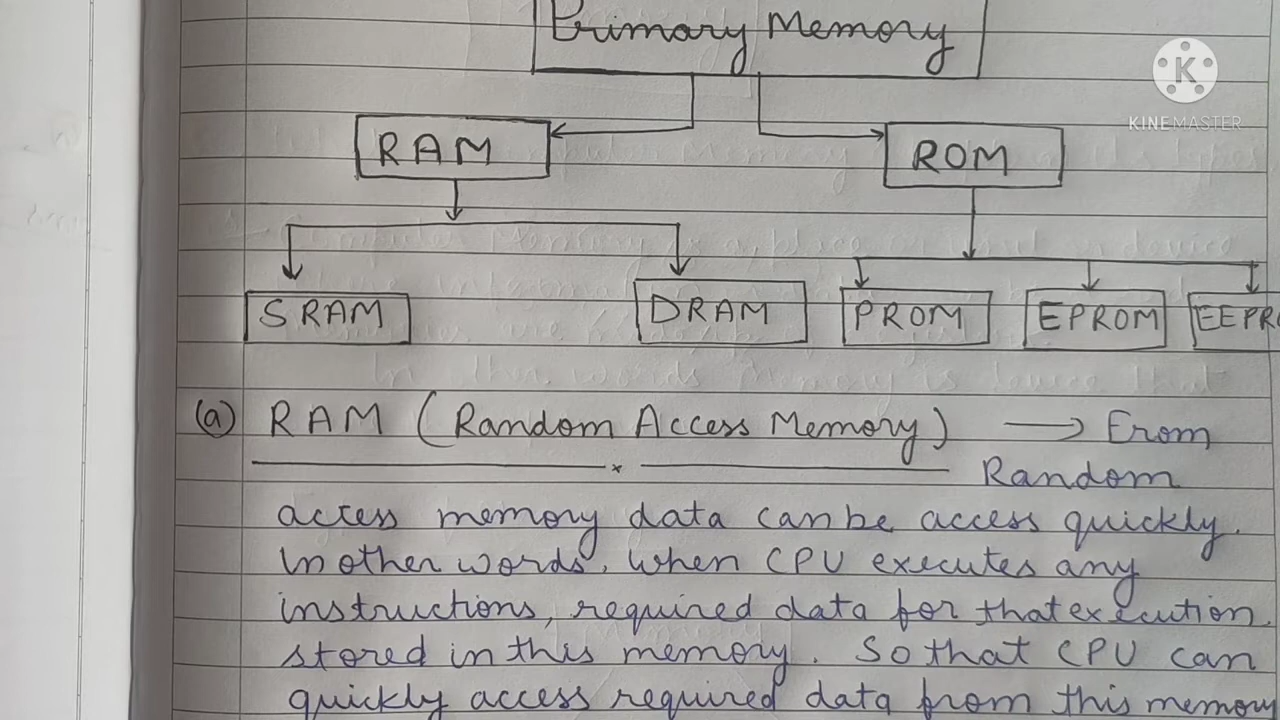 Primary Memory
K
KINEMASTER
RAM
ROM
SRAM
DRAM
PROM
EPROM
EEPRO
(a) RAM (Random Access Memory) → From
Random
access memory data can be access quickly.
In other words, when CPU executes any
instructions, required data for that execution
stored in this memory. So that CPU can
quickly access required data from this memory